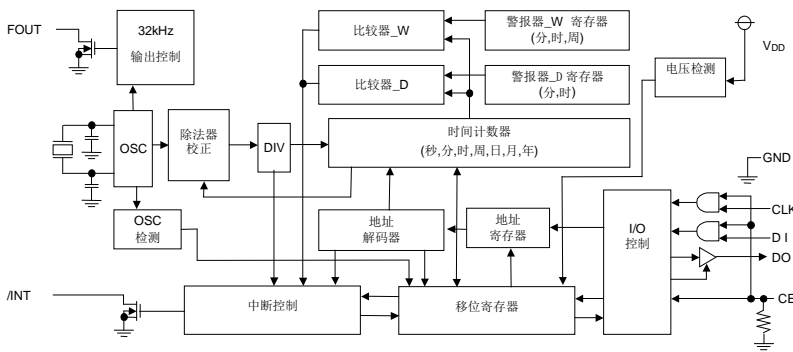 FOUT
32kHz
输出控制
比较器_W
警报器_W 寄存器
(分,时,周)
VDD
比较器_D
警报器_D 寄存器
(分,时)
电压检测
OSC
除法器
校正
DIV
时间计数器
(秒,分,时,周,日,月,年)
GND
OSC
检测
地址
解码器
地址
寄存器
I/O
控制
CLK
D I
DO
/INT
中断控制
移位寄存器
CE